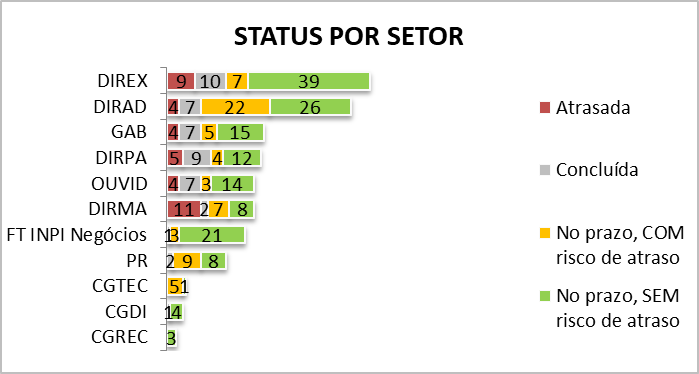 STATUS POR SETOR
DIREX 9 10 7 39
DIRAD 4 7 22 26
GAB 4 7 5 15
DIRPA 5 9 4 12
OUVID 4 7 3 14
DIRMA 11 2 7 8
FT INPI Negócios 1 3 21
PR 2 9 8
CGTEC 5 1
CGDI 1 4
CGREC 3
Atrasada
Concluída
No prazo, COM
risco de atraso
No prazo, SEM
risco de atraso